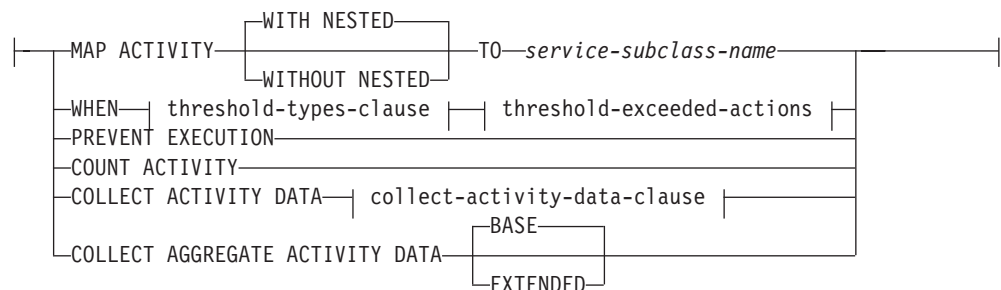 WITH NESTED
MAP ACTIVITY TO service-subclass-name
WITHOUT NESTED
WHEN threshold-types-clause threshold-exceeded-actions
PREVENT EXECUTION
COUNT ACTIVITY
COLLECT ACTIVITY DATA collect-activity-data-clause
BASE
COLLECT AGGREGATE ACTIVITY DATA
EXTENDED